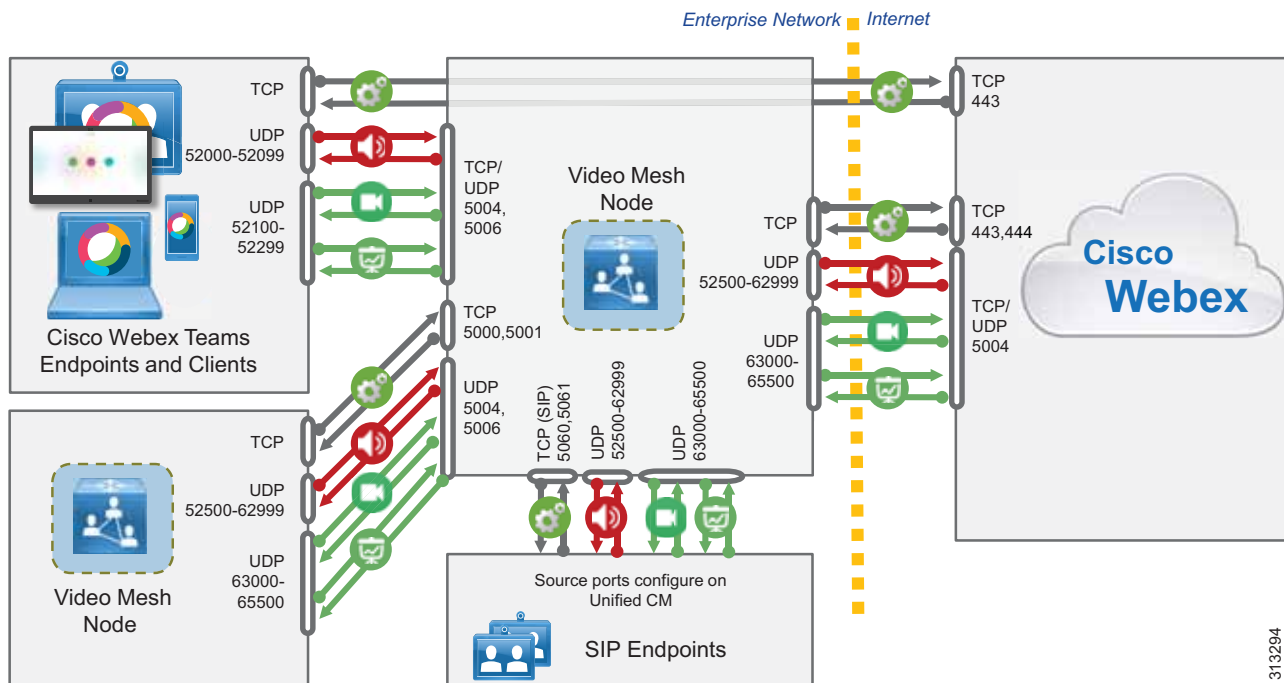 Enterprise Network
Internet
TCP
UDP
52000-52099
UDP
52100-
52299
Cisco Webex Teams
Endpoints and Clients
TCP/
UDP
5004,
5006
TCP
5000,5001
UDP
5004,
5006
Video Mesh
Node
TCP
UDP
52500-62999
UDP
63000-
65500
TCP
443
TCP
443,444
TCP/
UDP
5004
Cisco
Webex
TCP
UDP
52500-62999
UDP
63000-
65500
Video Mesh
Node
TCP (SIP)
5060,5061
UDP
52500-62999
UDP
63000-65500
Source ports configure on
Unified CM
SIP Endpoints
313294